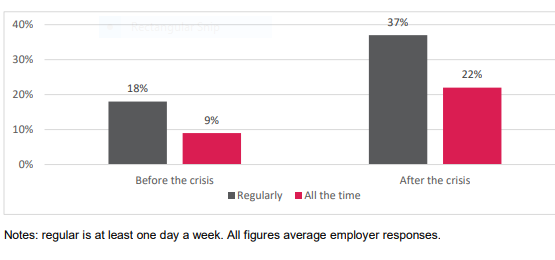 40%
37%
30%
22%
20%
18%
10%
9%
0%
Before the crisis
After the crisis
Regularly
All the time
Notes: regular is at least one day a week. All figures average employer responses.